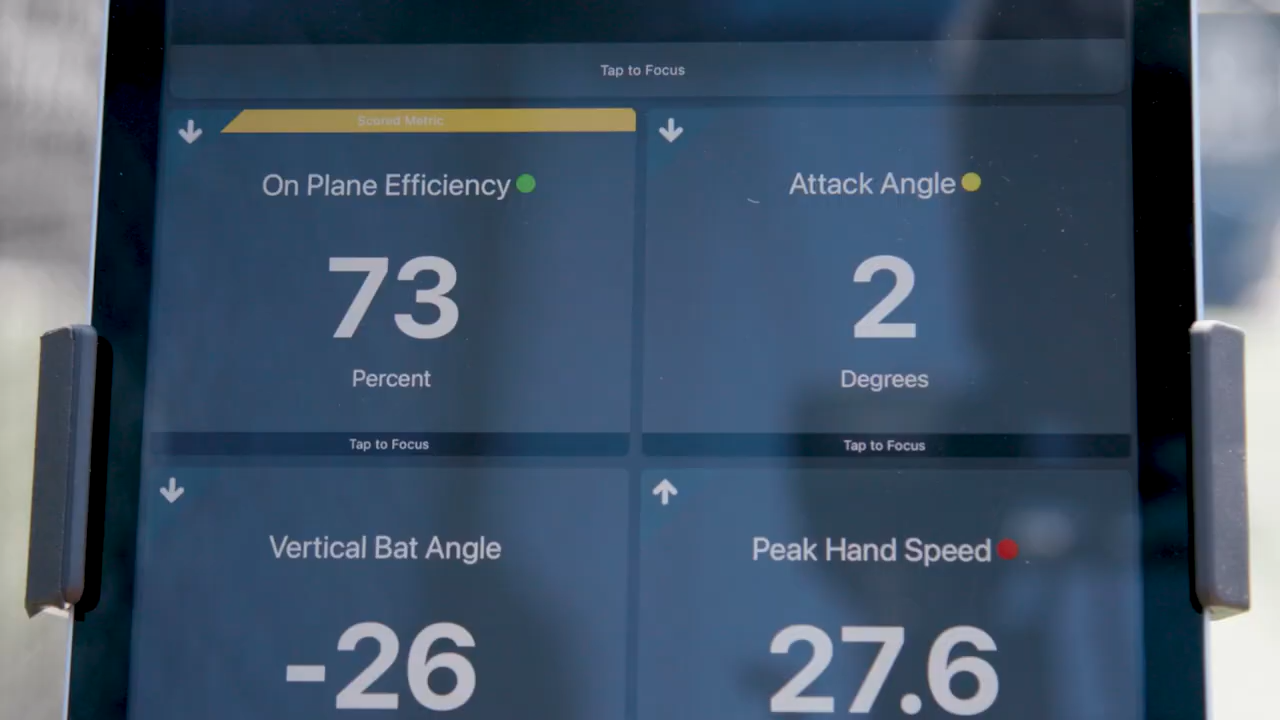 Tap to Focus
Scored Metric
On Plane Efficiency
73
Percent
Tap to Focus
Attack Angle
2
Degrees
Tap to Focus
Vertical Bat Angle
-26
Peak Hand Speed
27.6